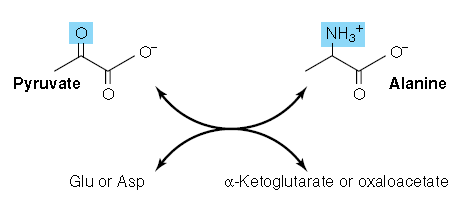 O NH₃⁺
O⁻ O⁻
Pyruvate O O Alanine
Glu or Asp α-Ketoglutarate or oxaloacetate